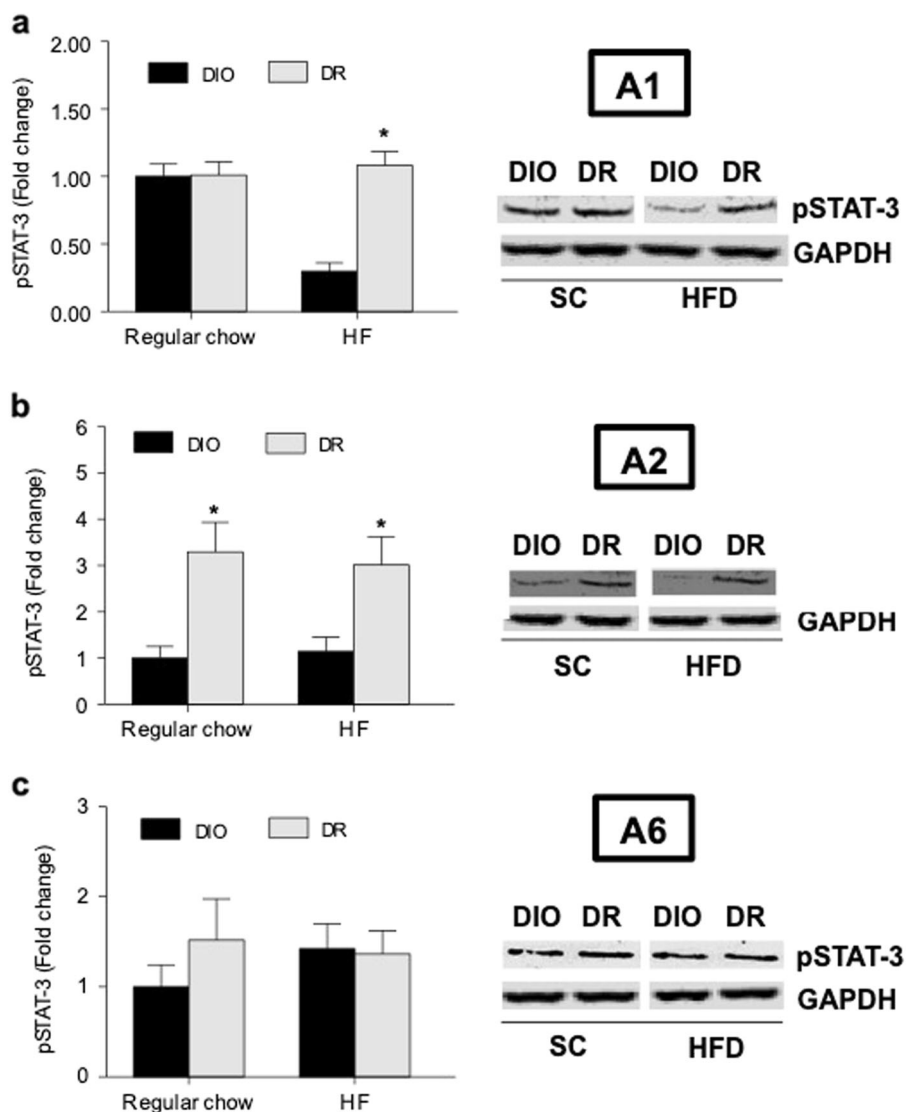 a
2.00
1.50
1.00
0.50
0.00
pSTAT-3 (Fold change)
DIO DR
*
Regular chow HF
A1
DIO DR DIO DR
pSTAT-3
GAPDH
SC HFD
b
6
5
4
3
2
1
0
pSTAT-3 (Fold change)
DIO DR
* *
Regular chow HF
A2
DIO DR DIO DR
GAPDH
SC HFD
c
3
2
1
0
pSTAT-3 (Fold change)
DIO DR
Regular chow HF
A6
DIO DR DIO DR
pSTAT-3
GAPDH
SC HFD